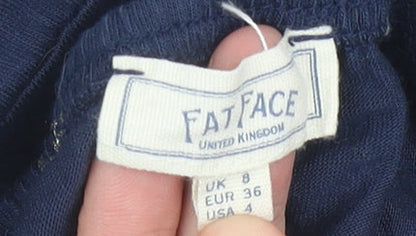 FATFACE
UNITED KINGDOM
UK 8
EUR 36
USA 4